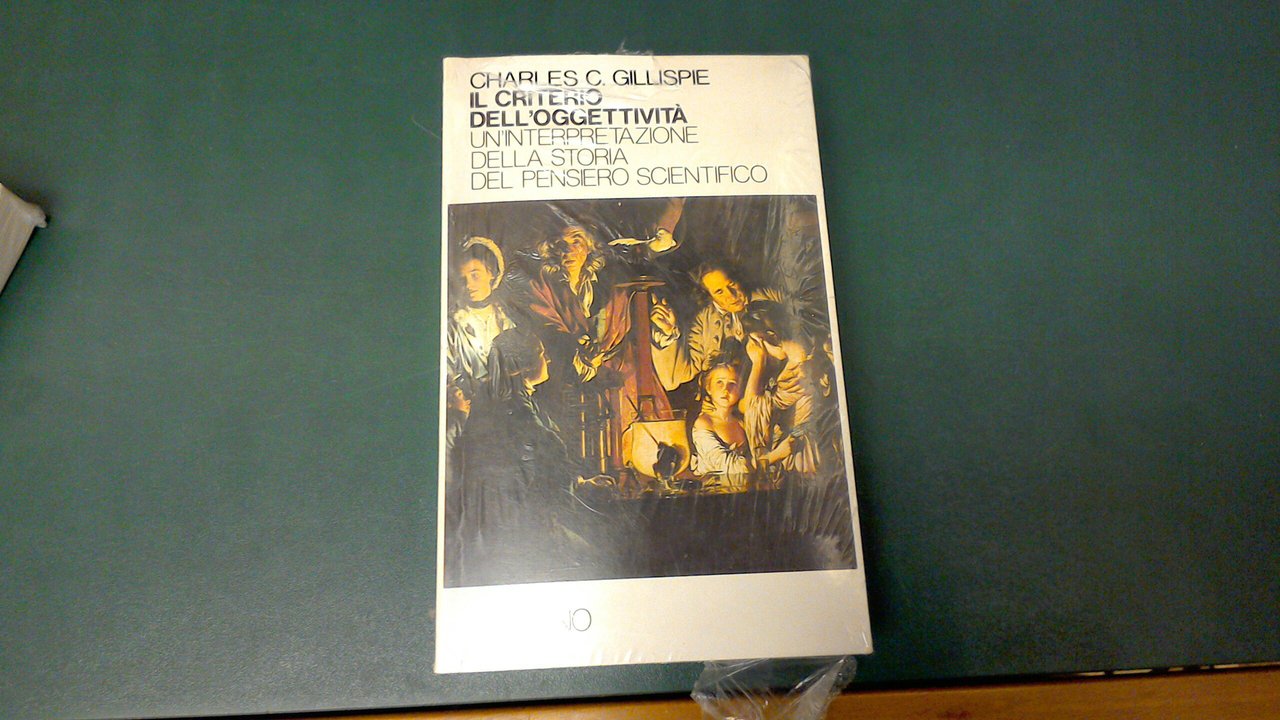 CHARLES C. GILLISPIE
IL CRITERIO
DELL'OGGETTIVITÀ
UN'INTERPRETAZIONE
DELLA STORIA
DEL PENSIERO SCIENTIFICO